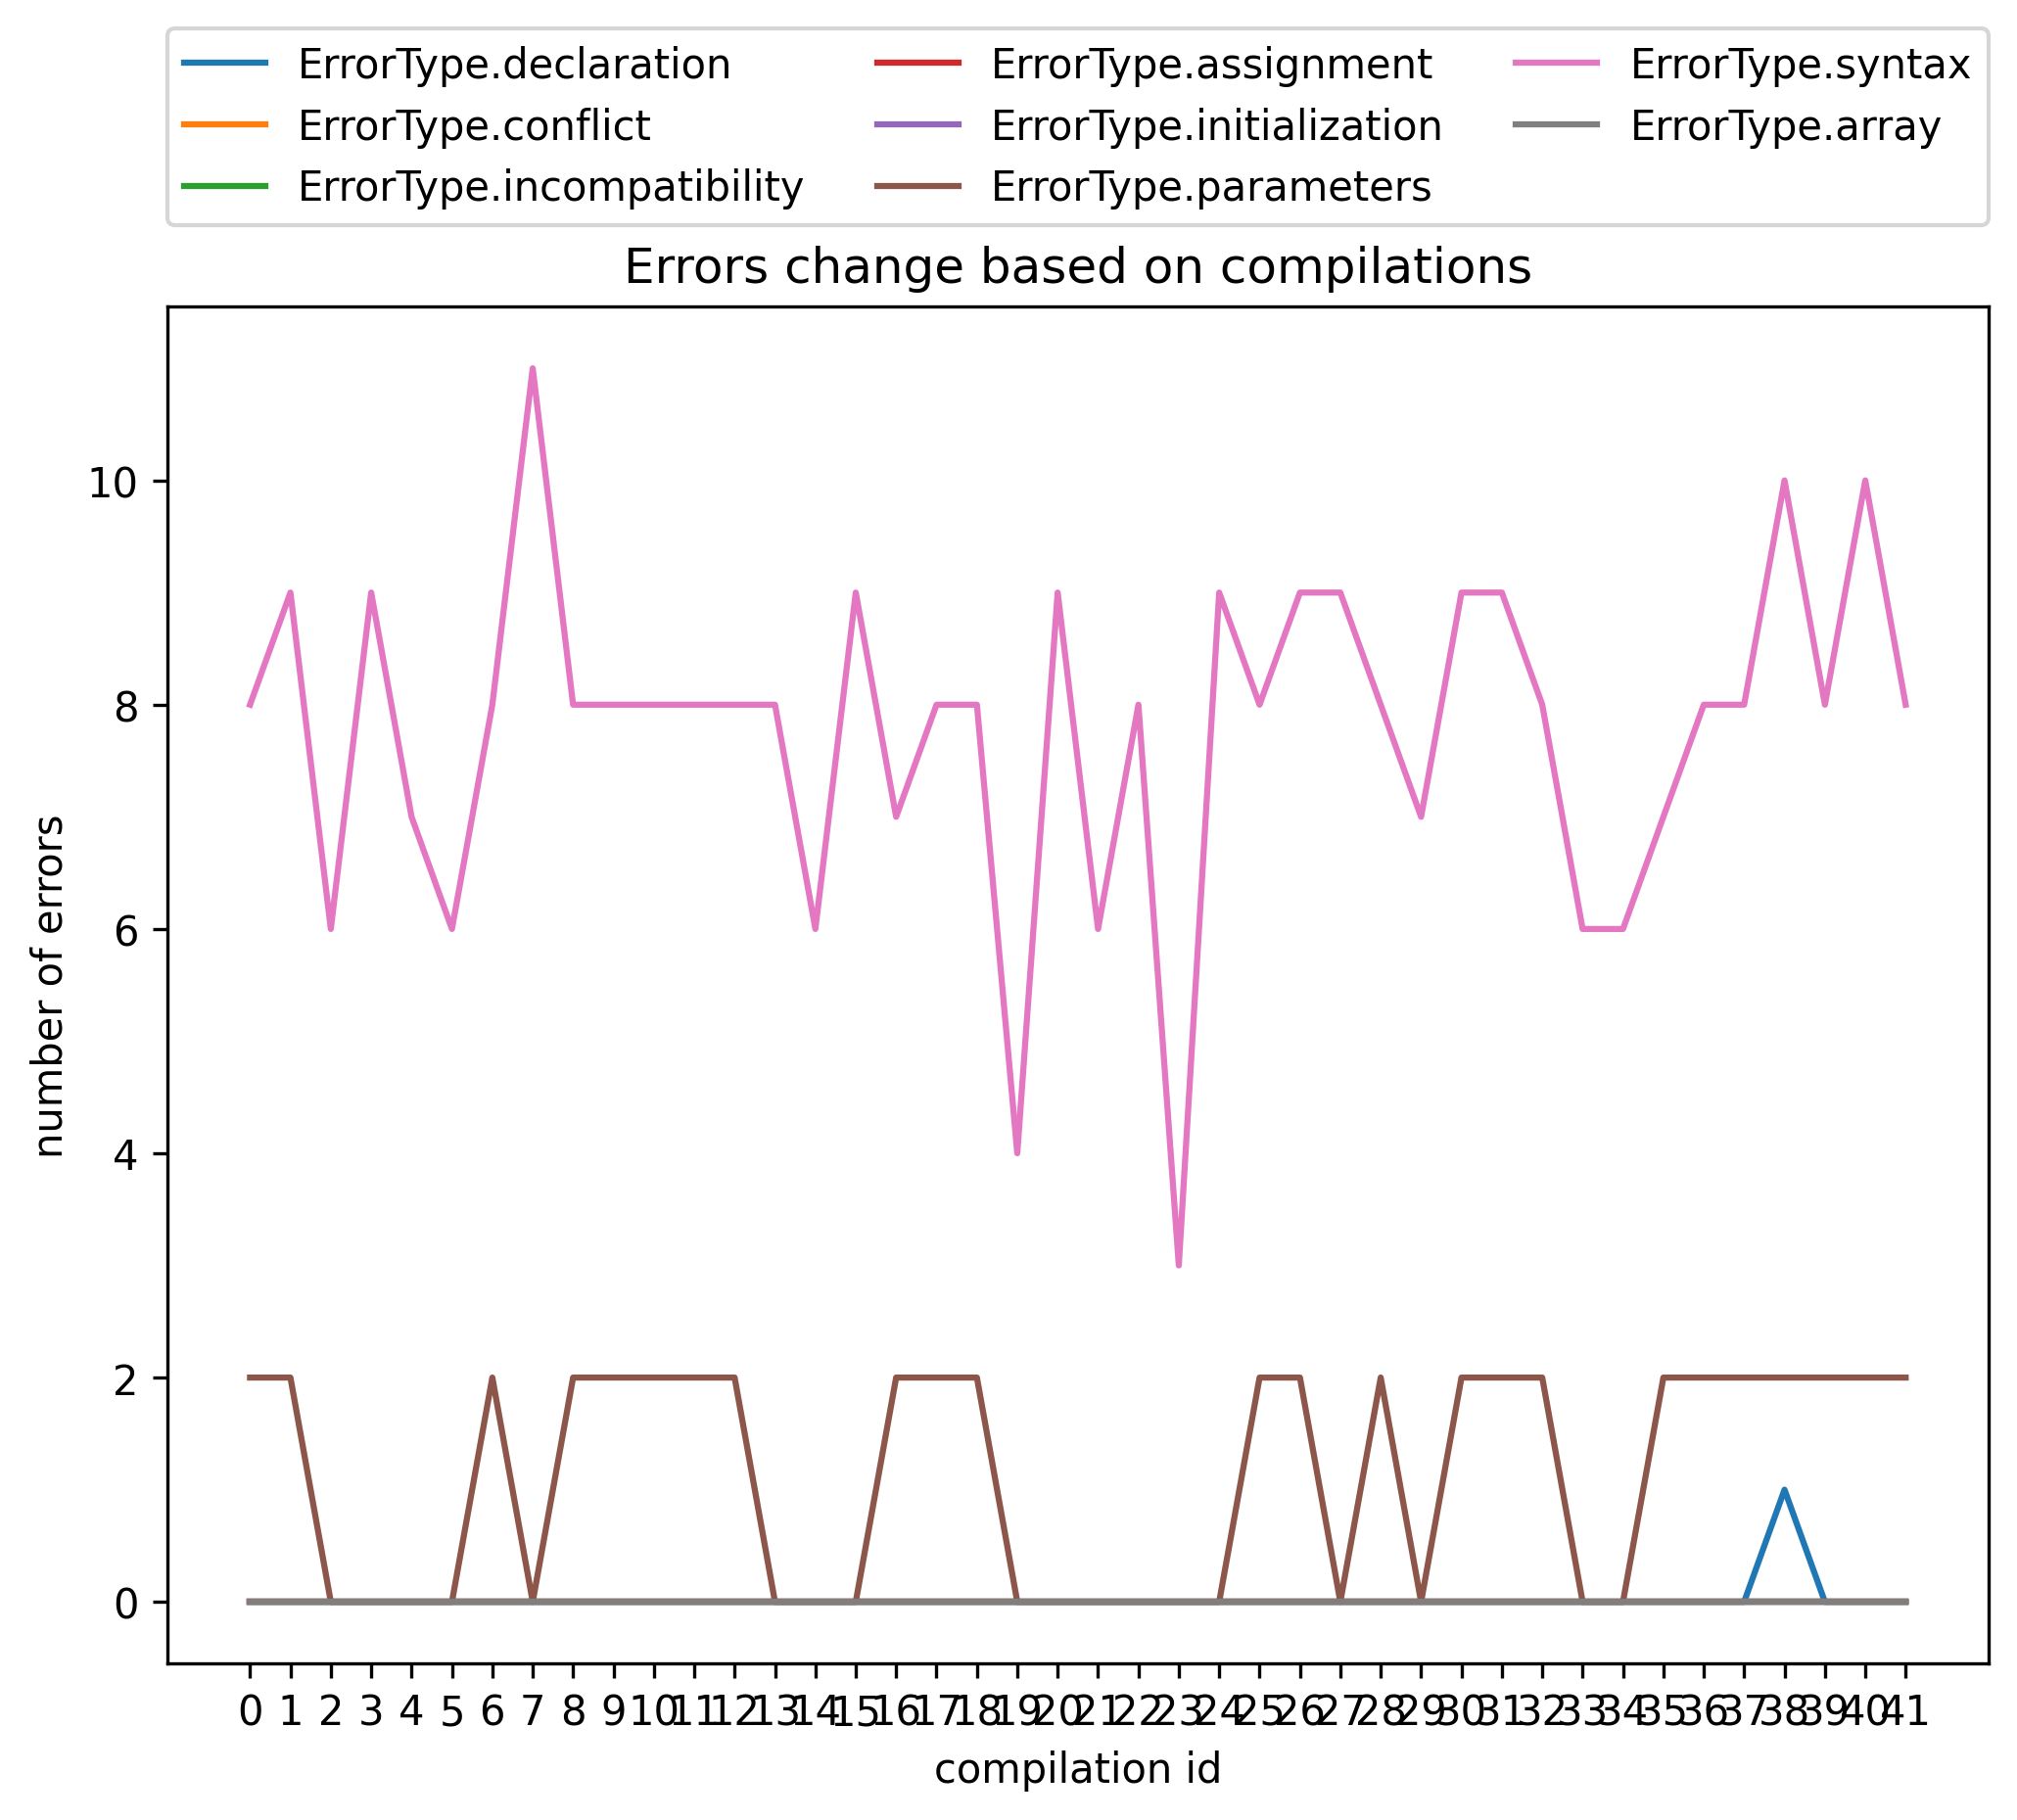 ErrorType.declaration
ErrorType.conflict
ErrorType.incompatibility
ErrorType.assignment
ErrorType.initialization
ErrorType.parameters
ErrorType.syntax
ErrorType.array
Errors change based on compilations
number of errors
10
8
6
4
2
0
0 1 2 3 4 5 6 7 8 9 10 11 12 13 14 15 16 17 18 19 20 21 22 23 24 25 26 27 28 29 30 31 32 33 34 35 36 37 38 39 40 41
compilation id